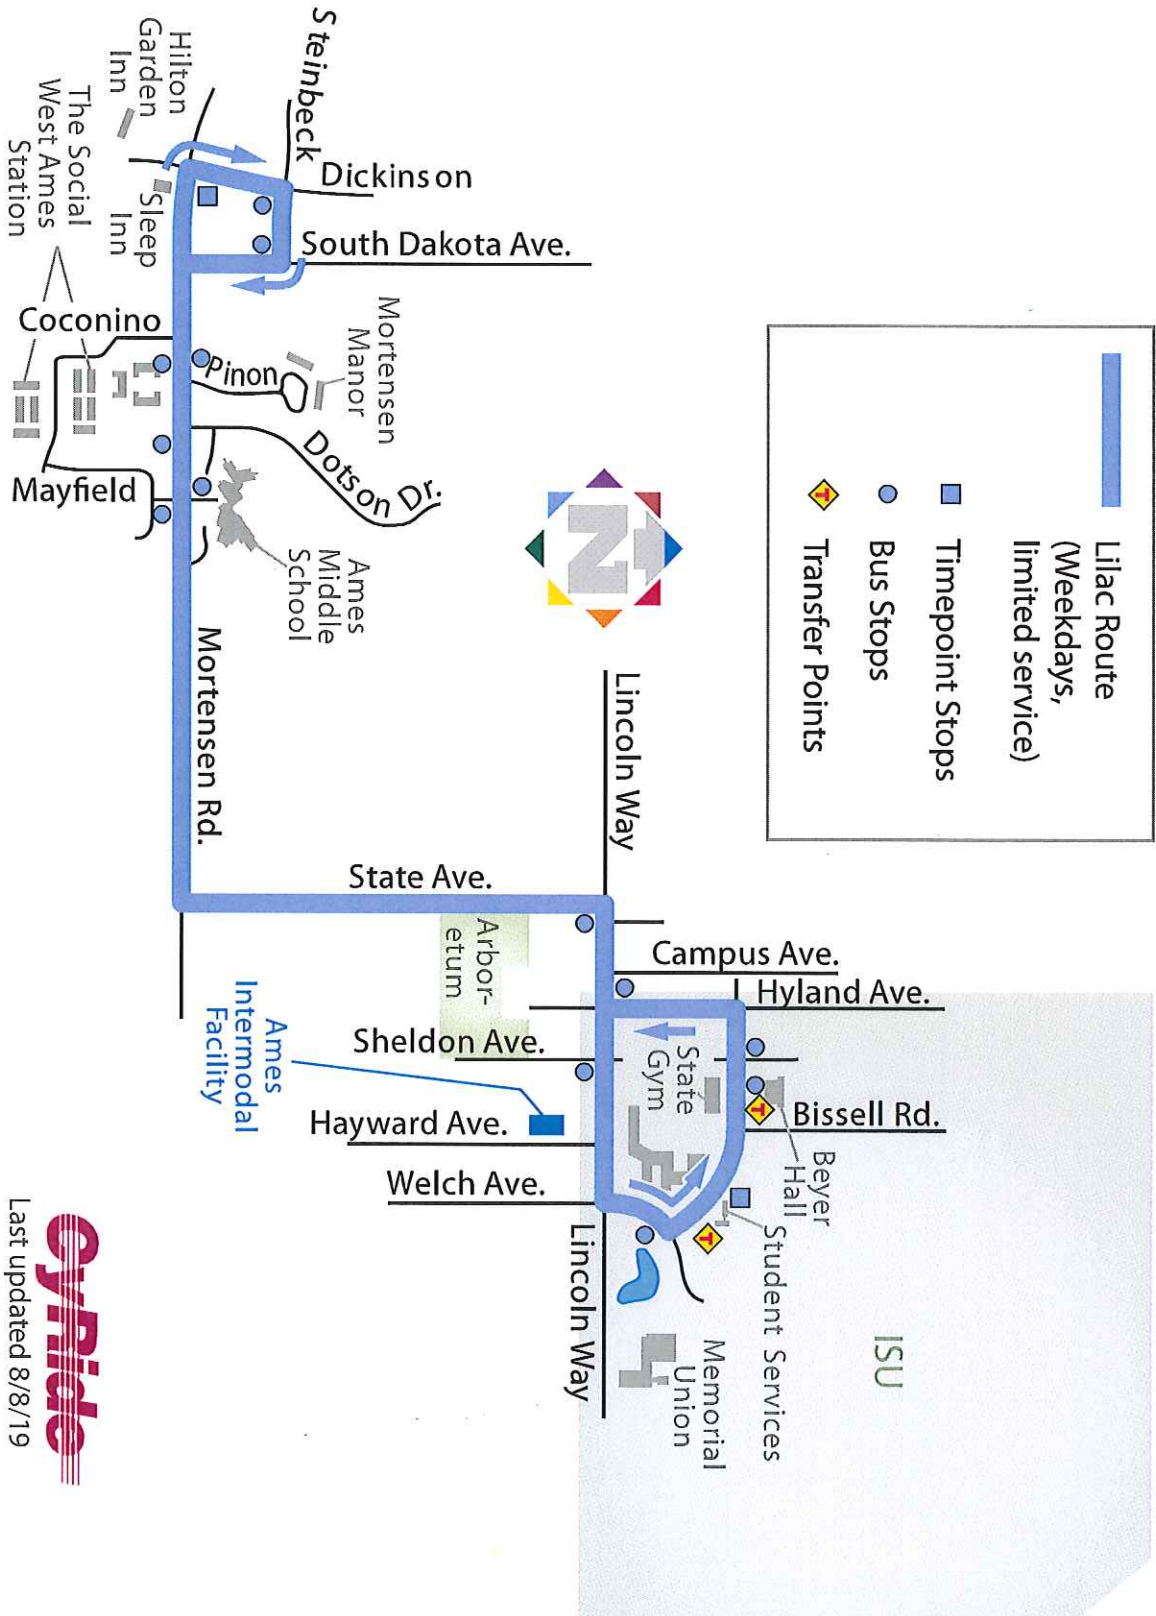 Lilac Route
(Weekdays,
limited service)
Timepoint Stops
Bus Stops
T
Transfer Points
N
ISU
Hilton
Garden
Inn
Steinbeck
Dickinson
South Dakota Ave.
Sleep
Inn
The Social
West Ames
Station
Coconino
Mayfield
Pinon
Mortensen
Manor
Dotson Dr.
Ames
Middle
School
Mortensen Rd.
State Ave.
Lincoln Way
Arbor-
etum
Campus Ave.
Hyland Ave.
Sheldon Ave.
State
Gym
Ames
Intermodal
Facility
Hayward Ave.
Welch Ave.
T
Bissell Rd.
Beyer
Hall
T
Student Services
Lincoln Way
Memorial
Union
CyRide
Last updated 8/8/19